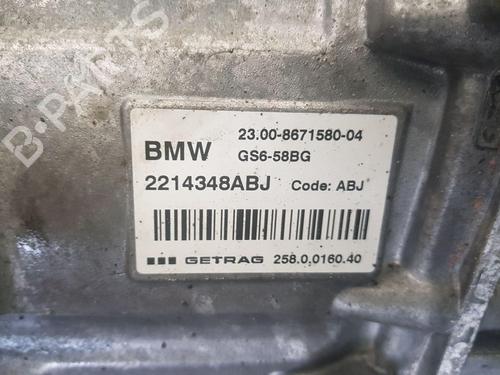 B-PARTS
BMW 23.00-8671580-04
GS6-58BG
2214348ABJ Code: ABJ
GETRAG 258.0.0160.40